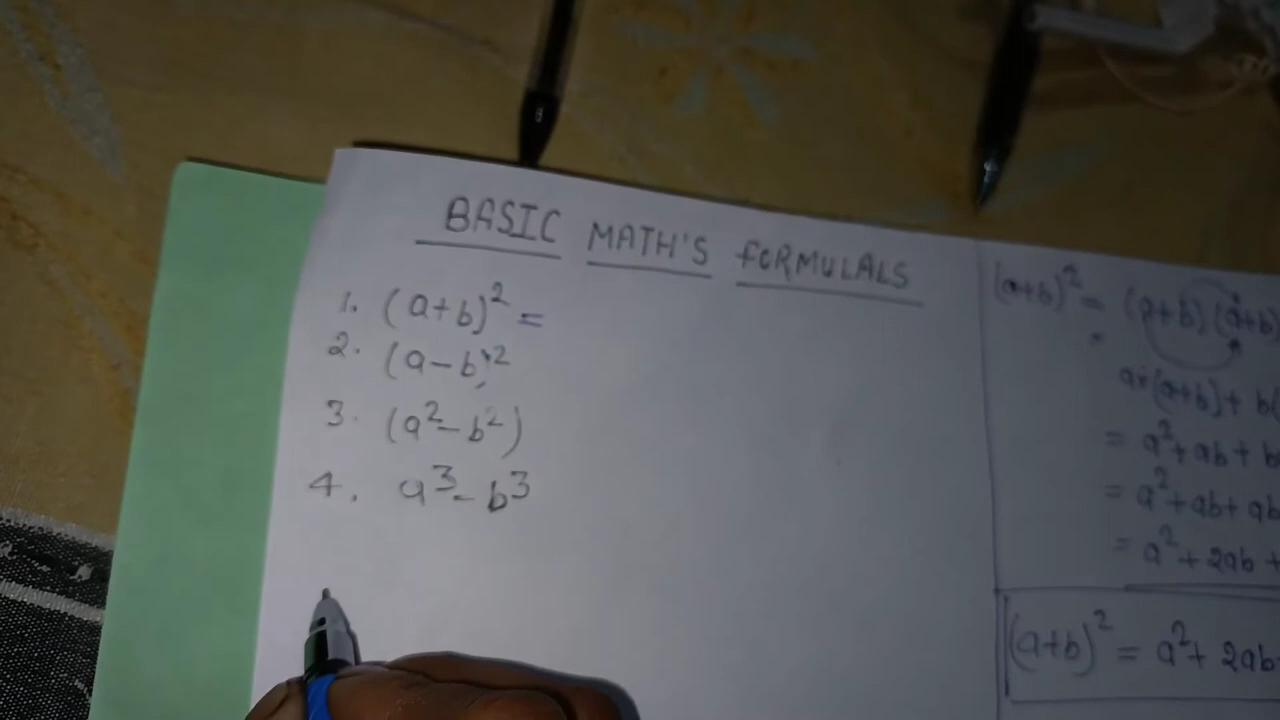 BASIC MATH'S FORMULALS
1. (a+b)² =
2. (a-b)²
3. (a²-b²)
4. a³-b³
(a+b)² = (a+b)(a+b)
=
a×(a+b)+ b(
= a²+ab+b
= a²+ab+ab
= a²+2ab+
(a+b)² = a²+2ab